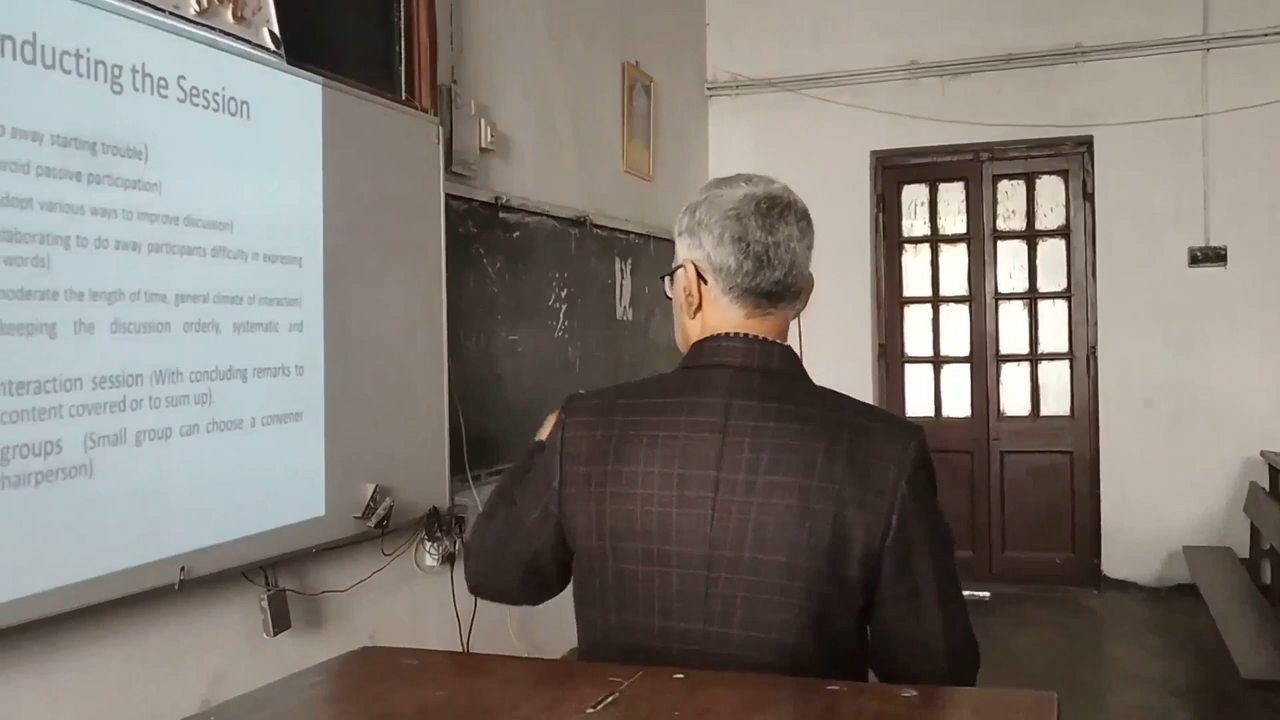 nducting the Session
o away starting trouble)
void passive participation)
dopt various ways to improve discussion)
laborating to do away participants difficulty in expressing
words)
moderate the length of time, general climate of interaction)
keeping the discussion orderly, systematic and
nteraction session (With concluding remarks to
content covered or to sum up).
groups (Small group can choose a convener
hairperson)